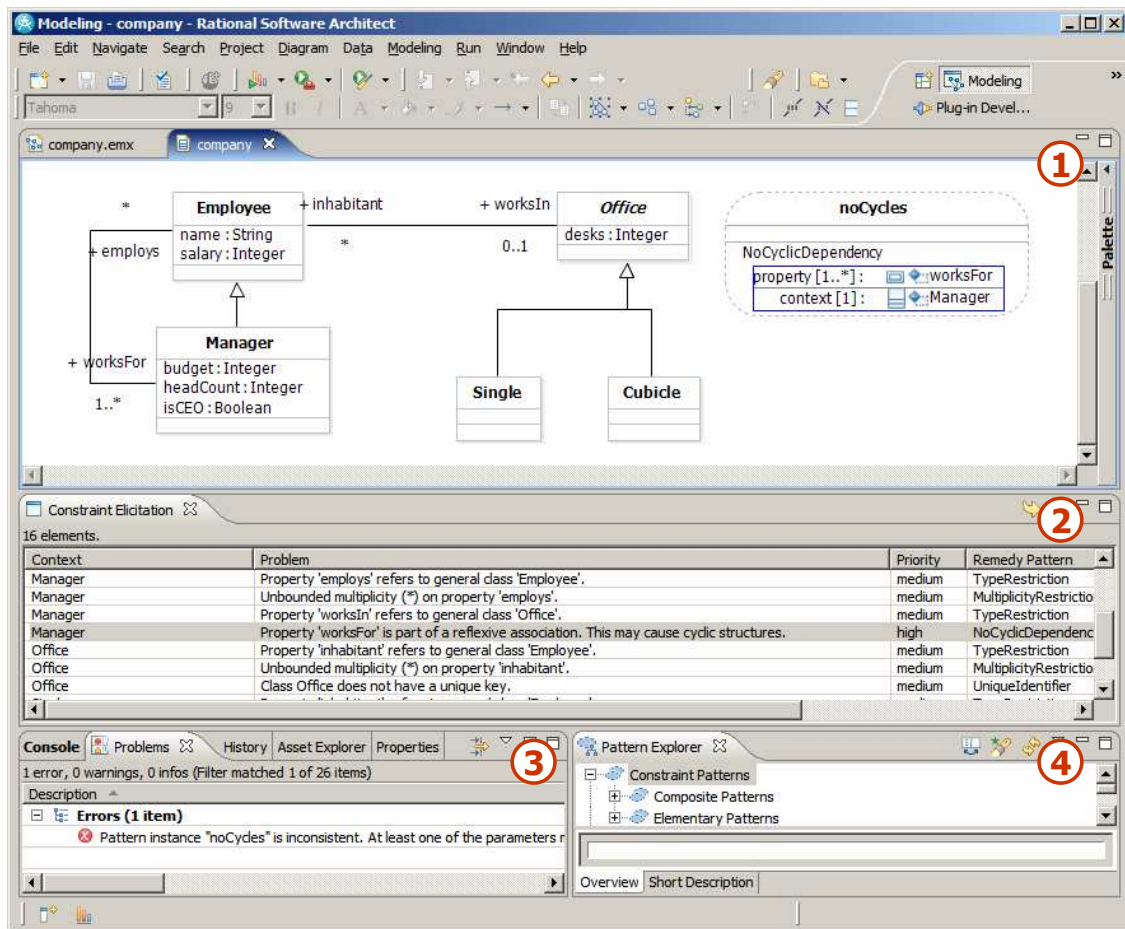 Modeling - company - Rational Software Architect
File Edit Navigate Search Project Diagram Data Modeling Run Window Help
Modeling
»
Tahoma 9 B I A
Plug-in Devel...
company.emx company
1
Palette
* Employee + inhabitant + worksIn Office noCycles
name : String
salary : Integer
* 0..1
desks : Integer
+ employs
NoCyclicDependency
property [1..*] : worksFor
context [1] : Manager
Manager
+ worksFor
budget : Integer
headCount : Integer
isCEO : Boolean
1..*
Single Cubicle
Constraint Elicitation
2
16 elements.
Context Problem Priority Remedy Pattern
Manager Property 'employs' refers to general class 'Employee'. medium TypeRestriction
Manager Unbounded multiplicity (*) on property 'employs'. medium MultiplicityRestrictio
Manager Property 'worksIn' refers to general class 'Office'. medium TypeRestriction
Manager Property 'worksFor' is part of a reflexive association. This may cause cyclic structures. high NoCyclicDependenc
Office Property 'inhabitant' refers to general class 'Employee'. medium TypeRestriction
Office Unbounded multiplicity (*) on property 'inhabitant'. medium MultiplicityRestrictio
Office Class Office does not have a unique key. medium UniqueIdentifier
Console Problems History Asset Explorer Properties
3
1 error, 0 warnings, 0 infos (Filter matched 1 of 26 items)
Description
Errors (1 item)
Pattern instance "noCycles" is inconsistent. At least one of the parameters r
Pattern Explorer
4
Constraint Patterns
Composite Patterns
Elementary Patterns
Overview Short Description